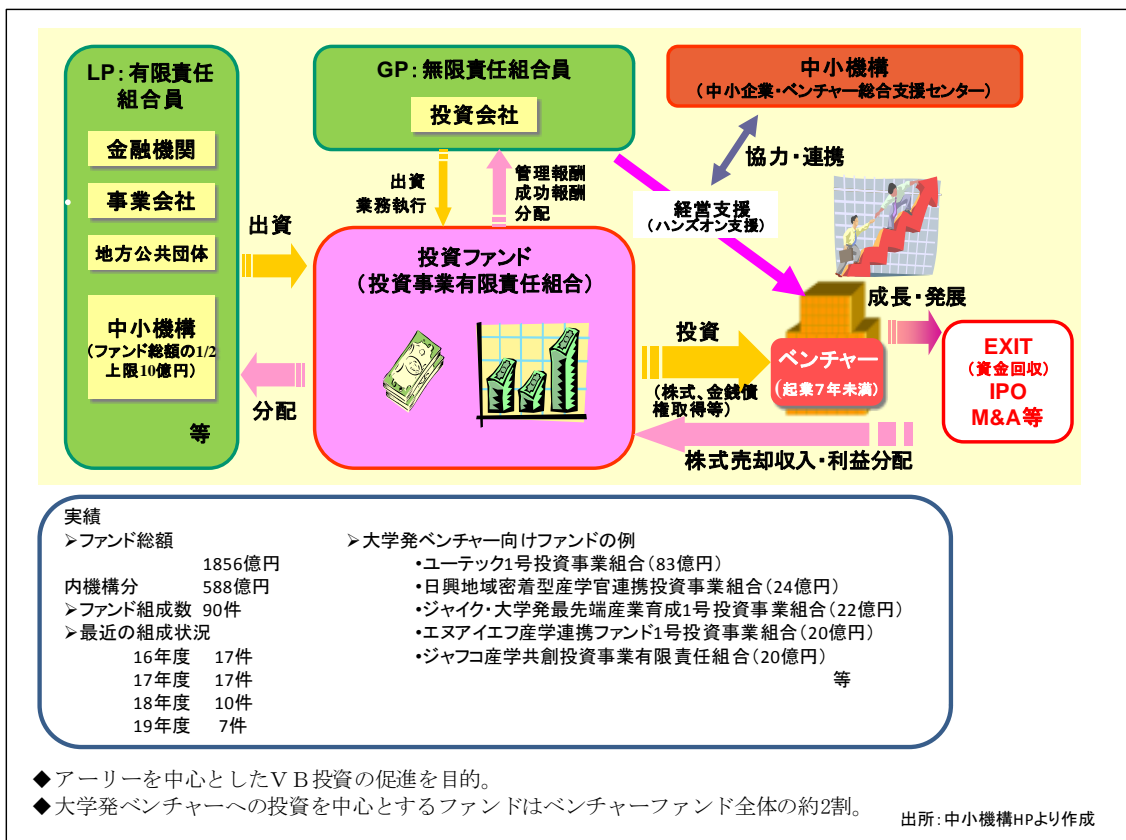 LP：有限責任
組合員
金融機関
事業会社
地方公共団体
中小機構
（ファンド総額の1/2
上限10億円）
等
出資
分配
GP：無限責任組合員
投資会社
出資
業務執行
管理報酬
成功報酬
分配
投資ファンド
（投資事業有限責任組合）
中小機構
（中小企業・ベンチャー総合支援センター）
協力・連携
経営支援
（ハンズオン支援）
投資
（株式、金銭債
権取得等）
ベンチャー
（起業７年未満）
成長・発展
EXIT
（資金回収）
IPO
M&A等
株式売却収入・利益分配
実績
➢ファンド総額
1856億円
内機構分　588億円
➢ファンド組成数 90件
➢最近の組成状況
16年度　17件
17年度　17件
18年度　10件
19年度　7件
➢大学発ベンチャー向けファンドの例
•ユーテック1号投資事業組合（83億円）
•日興地域密着型産学官連携投資事業組合（24億円）
•ジャイク・大学発最先端産業育成1号投資事業組合（22億円）
•エヌアイエフ産学連携ファンド1号投資事業組合（20億円）
•ジャフコ産学共創投資事業有限責任組合（20億円）
等
◆アーリーを中心としたＶＢ投資の促進を目的。
◆大学発ベンチャーへの投資を中心とするファンドはベンチャーファンド全体の約2割。
出所：中小機構HPより作成